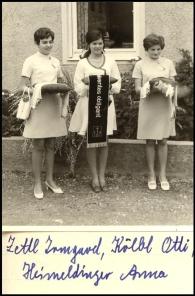 Zettl Irmgard, Kölbl Otti
Heimeldinger Anna